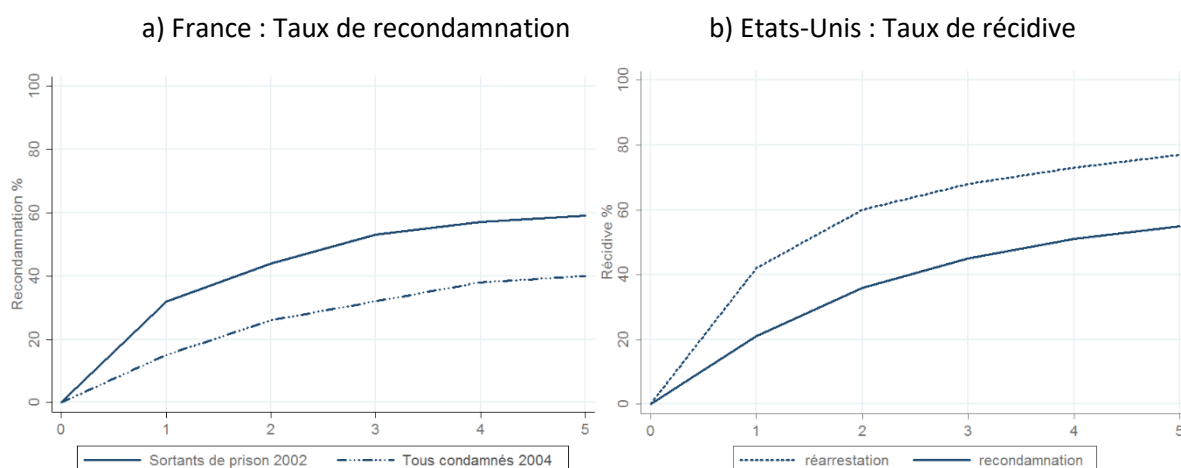 a) France : Taux de recondamnation
b) Etats-Unis : Taux de récidive
Recondamnation %
0
20
40
60
80
100
0 1 2 3 4 5
Sortants de prison 2002 Tous condamnés 2004
Récidive %
0
20
40
60
80
100
0 1 2 3 4 5
réarrestation recondamnation